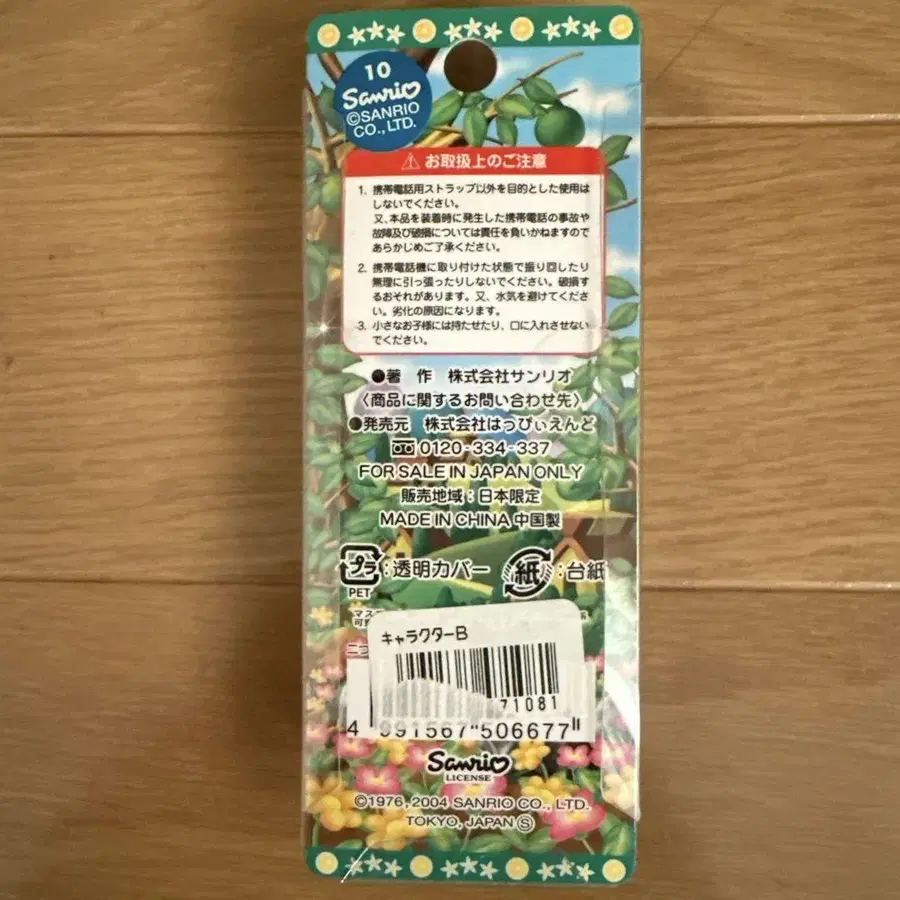 10
Sanrio
©SANRIO
CO., LTD.
⚠ お取扱上のご注意
1. 携帯電話用ストラップ以外を目的とした使用は
しないでください。
又、本品を装着時に発生した携帯電話の事故や
故障及び破損については責任を負いかねますので
あらかじめご了承ください。
2. 携帯電話機に取り付けた状態で振り回したり
無理に引っ張ったりしないでください。破損す
るおそれがあります。又、水気を避けてくださ
い。劣化の原因になります。
3. 小さなお子様には持たせたり、口に入れさせない
でください。
●著 作 株式会社サンリオ
〈商品に関するお問い合わせ先〉
●発売元 株式会社はっぴぃえんど
0120-334-337
FOR SALE IN JAPAN ONLY
販売地域:日本限定
MADE IN CHINA 中国製
プラ:透明カバー 紙:台紙
PET
キャラクターB
71081
4 991567 506677
Sanrio
LICENSE
©1976, 2004 SANRIO CO., LTD.
TOKYO, JAPAN Ⓢ